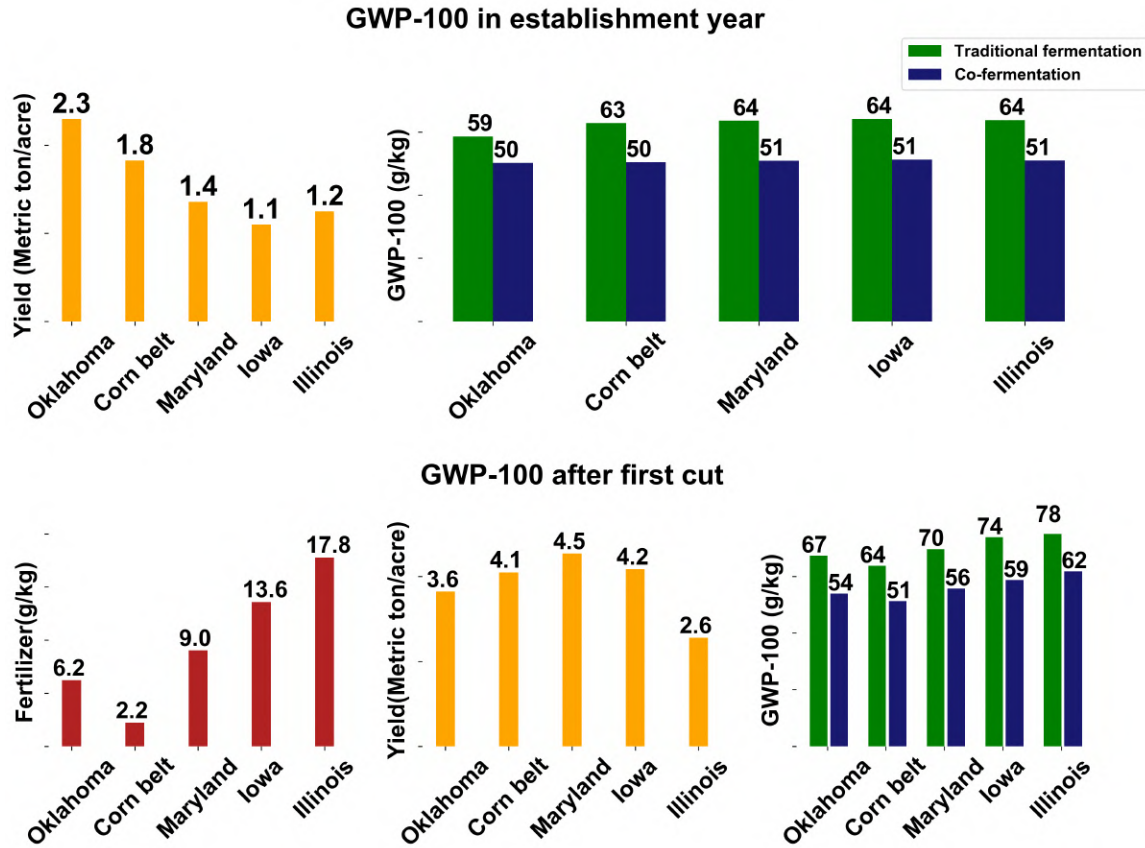 GWP-100 in establishment year
Traditional fermentation
Co-fermentation
Yield (Metric ton/acre)
2.3
1.8
1.4
1.1
1.2
Oklahoma
Corn belt
Maryland
Iowa
Illinois
GWP-100 (g/kg)
59
50
63
50
64
51
64
51
64
51
Oklahoma
Corn belt
Maryland
Iowa
Illinois
GWP-100 after first cut
Fertilizer(g/kg)
6.2
2.2
9.0
13.6
17.8
Oklahoma
Corn belt
Maryland
Iowa
Illinois
Yield(Metric ton/acre)
3.6
4.1
4.5
4.2
2.6
Oklahoma
Corn belt
Maryland
Iowa
Illinois
GWP-100 (g/kg)
67
54
64
51
70
56
74
59
78
62
Oklahoma
Corn belt
Maryland
Iowa
Illinois